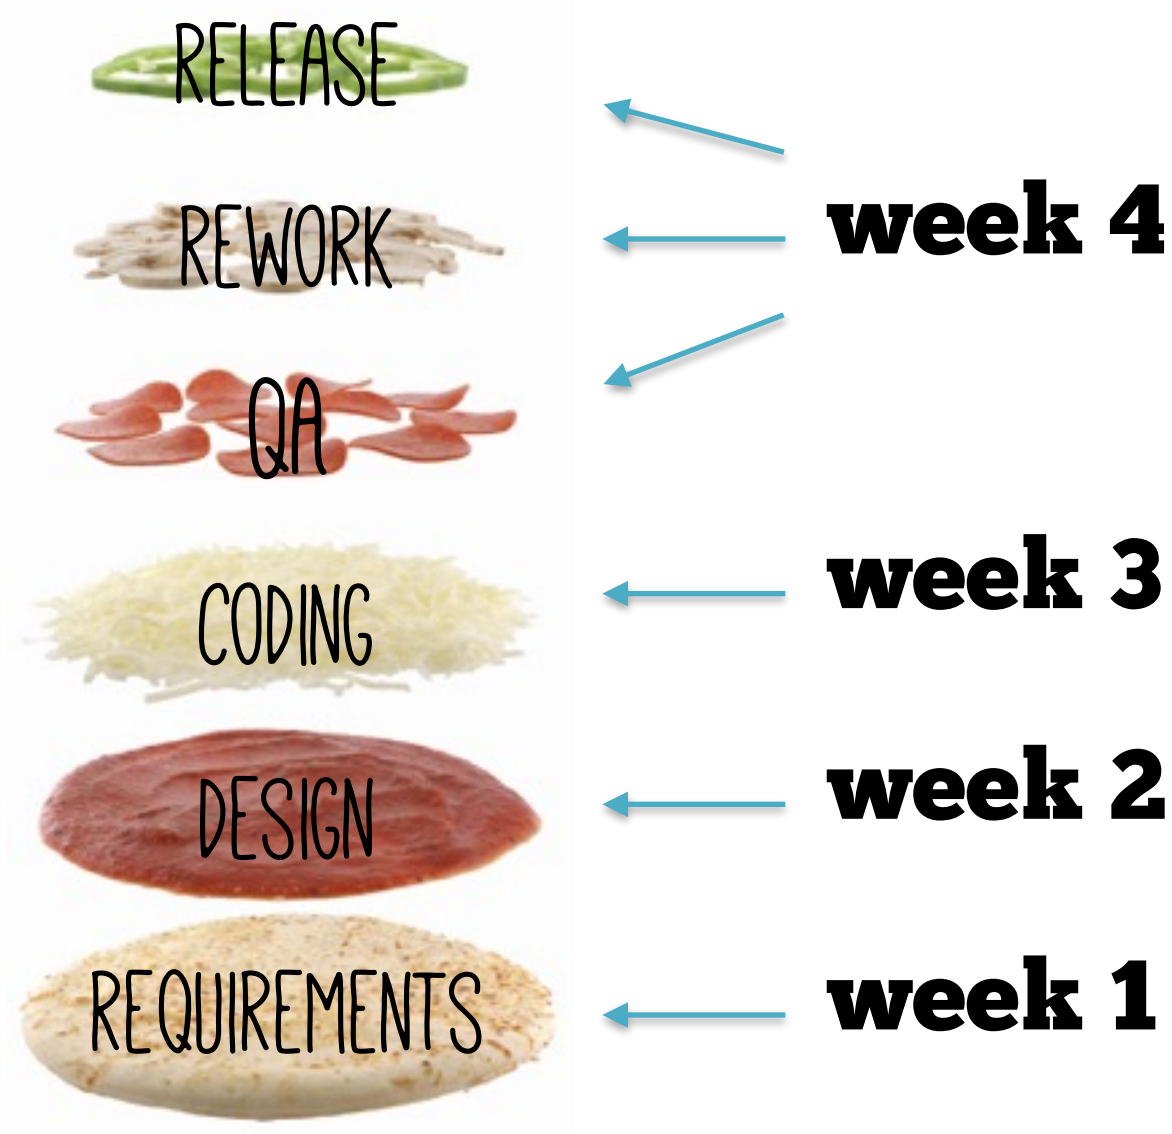 RELEASE
week 4
REWORK
QA
week 3
CODING
week 2
DESIGN
week 1
REQUIREMENTS